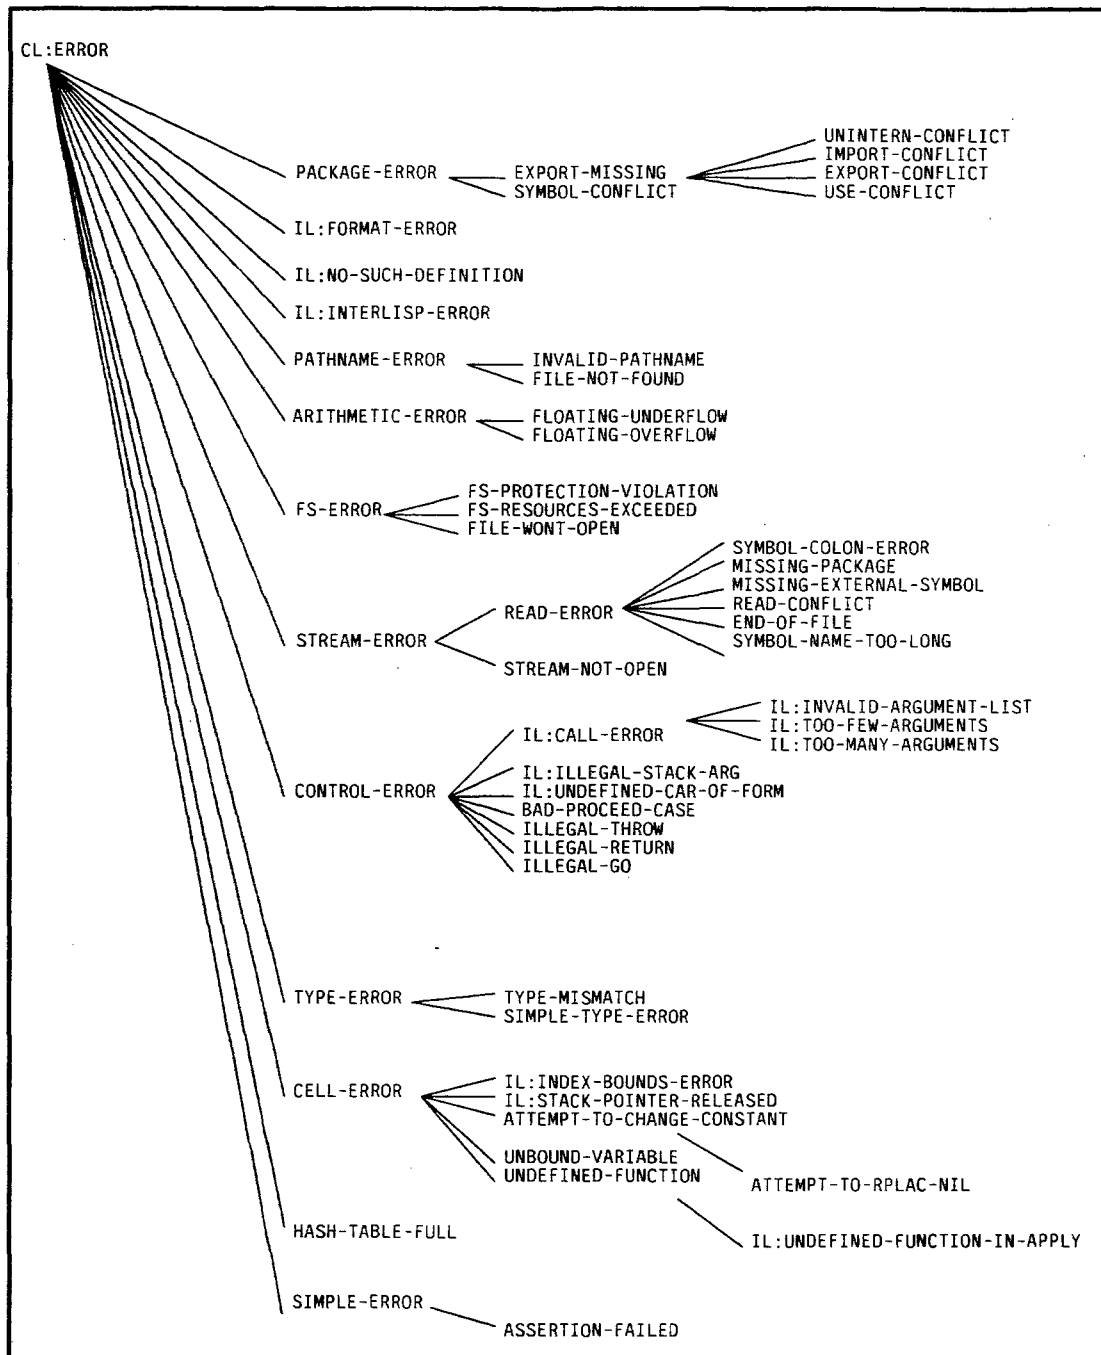 CL:ERROR
PACKAGE-ERROR
EXPORT-MISSING
SYMBOL-CONFLICT
UNINTERN-CONFLICT
IMPORT-CONFLICT
EXPORT-CONFLICT
USE-CONFLICT
IL:FORMAT-ERROR
IL:NO-SUCH-DEFINITION
IL:INTERLISP-ERROR
PATHNAME-ERROR
INVALID-PATHNAME
FILE-NOT-FOUND
ARITHMETIC-ERROR
FLOATING-UNDERFLOW
FLOATING-OVERFLOW
FS-ERROR
FS-PROTECTION-VIOLATION
FS-RESOURCES-EXCEEDED
FILE-WONT-OPEN
STREAM-ERROR
READ-ERROR
SYMBOL-COLON-ERROR
MISSING-PACKAGE
MISSING-EXTERNAL-SYMBOL
READ-CONFLICT
END-OF-FILE
SYMBOL-NAME-TOO-LONG
STREAM-NOT-OPEN
CONTROL-ERROR
IL:CALL-ERROR
IL:INVALID-ARGUMENT-LIST
IL:TOO-FEW-ARGUMENTS
IL:TOO-MANY-ARGUMENTS
IL:ILLEGAL-STACK-ARG
IL:UNDEFINED-CAR-OF-FORM
BAD-PROCEED-CASE
ILLEGAL-THROW
ILLEGAL-RETURN
ILLEGAL-GO
TYPE-ERROR
TYPE-MISMATCH
SIMPLE-TYPE-ERROR
CELL-ERROR
IL:INDEX-BOUNDS-ERROR
IL:STACK-POINTER-RELEASED
ATTEMPT-TO-CHANGE-CONSTANT
ATTEMPT-TO-RPLAC-NIL
UNBOUND-VARIABLE
UNDEFINED-FUNCTION
IL:UNDEFINED-FUNCTION-IN-APPLY
HASH-TABLE-FULL
SIMPLE-ERROR
ASSERTION-FAILED